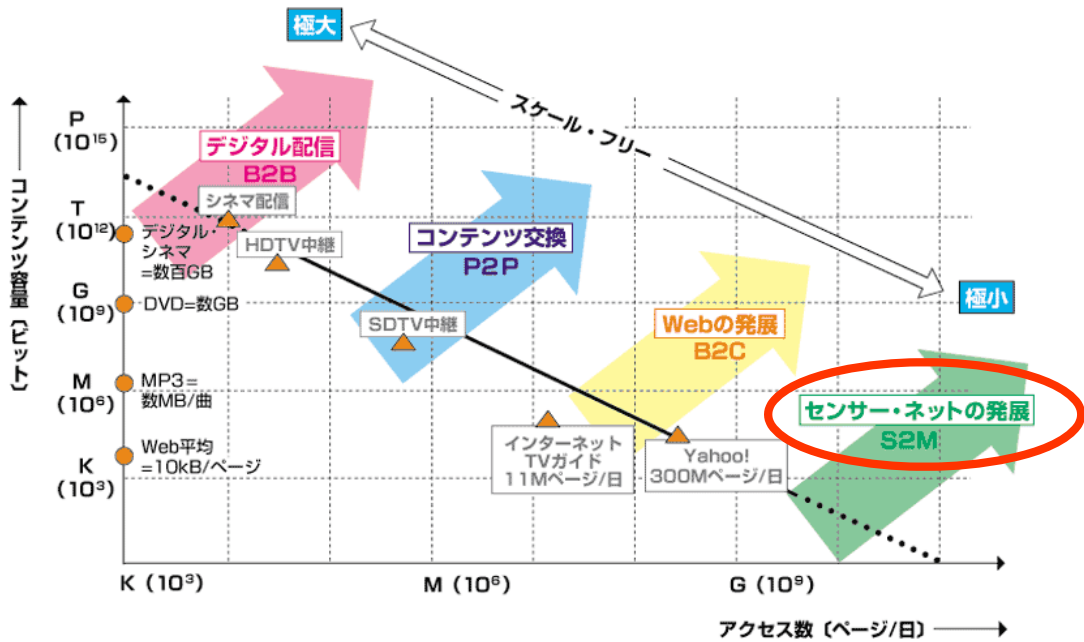 極大
スケール・フリー
極小
コンテンツ容量〔ビット〕
P
(10¹⁵)
T
(10¹²)
G
(10⁹)
M
(10⁶)
K
(10³)
デジタル配信
B2B
シネマ配信
デジタル・
シネマ
=数百GB
HDTV中継
コンテンツ交換
P2P
DVD=数GB
SDTV中継
Webの発展
B2C
MP3=
数MB/曲
センサー・ネットの発展
S2M
Web平均
=10kB/ページ
インターネット
TVガイド
11Mページ/日
Yahoo!
300Mページ/日
K (10³)
M (10⁶)
G (10⁹)
アクセス数〔ページ/日〕